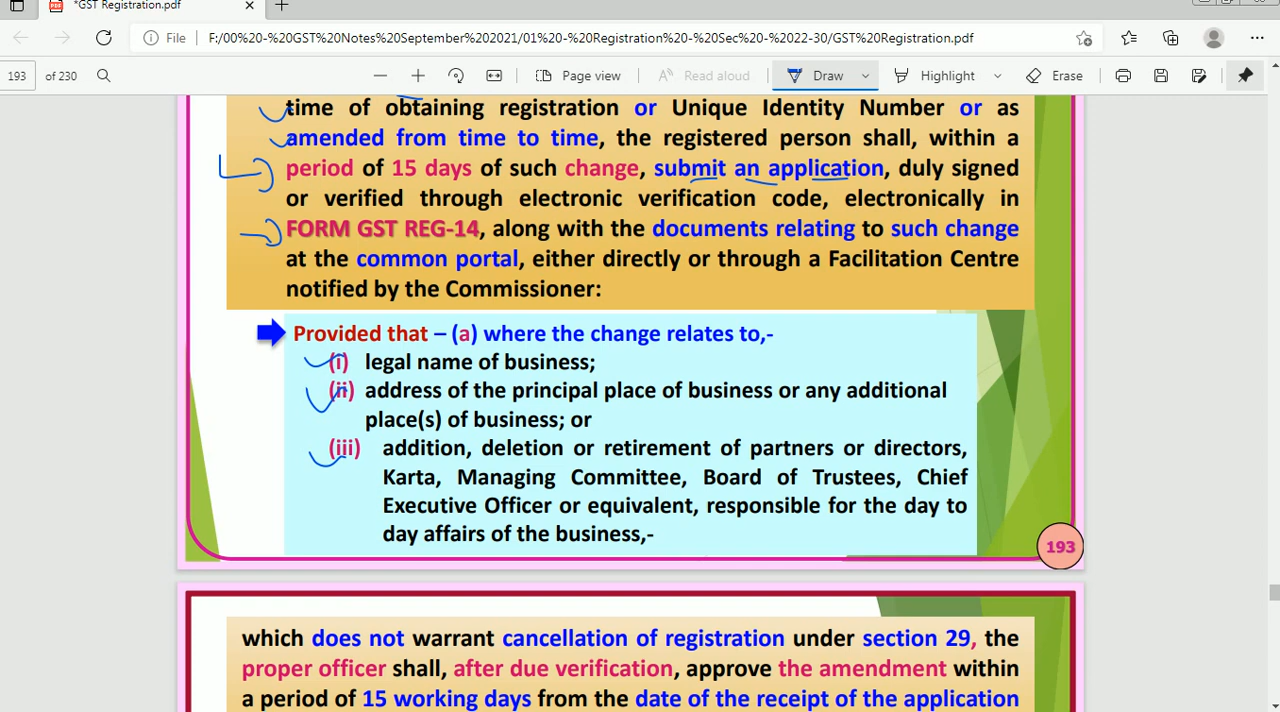 *GST Registration.pdf
File F:/00%20-%20GST%20Notes%20September%202021/01%20-%20Registration%20-%20Sec%20-%2022-30/GST%20Registration.pdf
193 of 230 Page view Read aloud Draw Highlight Erase
time of obtaining registration or Unique Identity Number or as
amended from time to time, the registered person shall, within a
period of 15 days of such change, submit an application, duly signed
or verified through electronic verification code, electronically in
FORM GST REG-14, along with the documents relating to such change
at the common portal, either directly or through a Facilitation Centre
notified by the Commissioner:
Provided that – (a) where the change relates to,-
(i) legal name of business;
(ii) address of the principal place of business or any additional
place(s) of business; or
(iii) addition, deletion or retirement of partners or directors,
Karta, Managing Committee, Board of Trustees, Chief
Executive Officer or equivalent, responsible for the day to
day affairs of the business,-
193
which does not warrant cancellation of registration under section 29, the
proper officer shall, after due verification, approve the amendment within
a period of 15 working days from the date of the receipt of the application